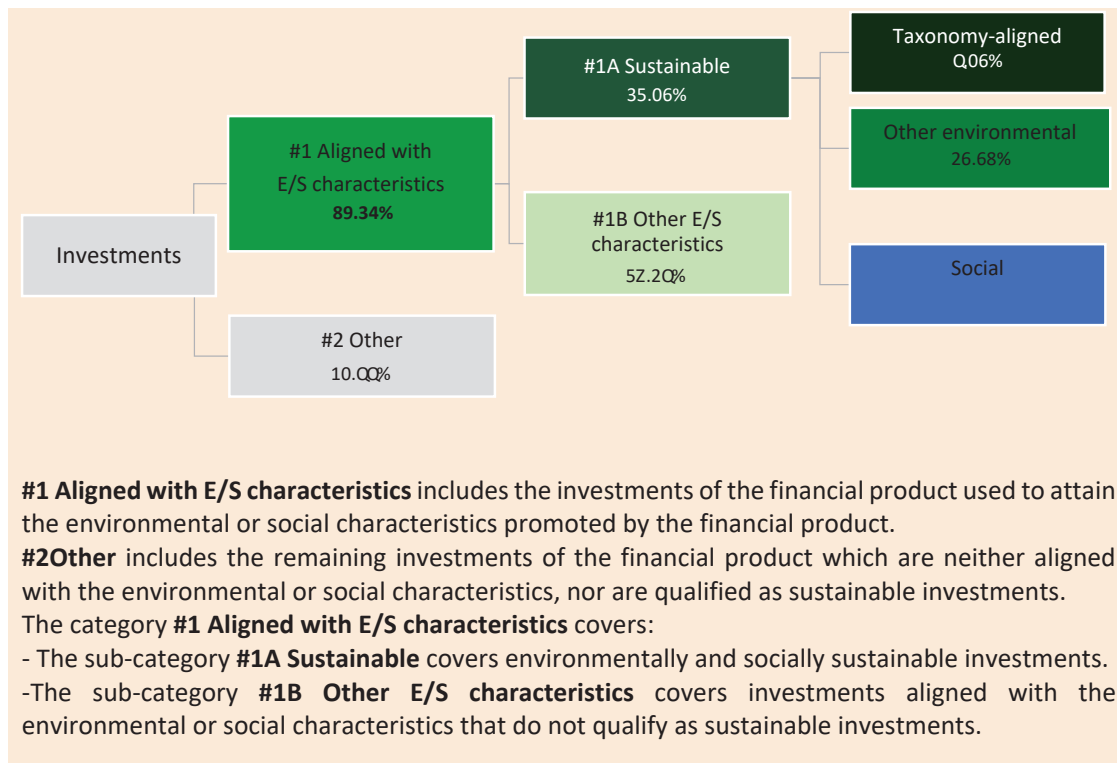 Taxonomy-aligned
Q06%
#1A Sustainable
35.06%
Other environmental
26.68%
#1 Aligned with
E/S characteristics
89.34%
#1B Other E/S
characteristics
5Z.2Q%
Investments
Social
#2 Other
10.QQ%
#1 Aligned with E/S characteristics includes the investments of the financial product used to attain
the environmental or social characteristics promoted by the financial product.
#2Other includes the remaining investments of the financial product which are neither aligned
with the environmental or social characteristics, nor are qualified as sustainable investments.
The category #1 Aligned with E/S characteristics covers:
- The sub-category #1A Sustainable covers environmentally and socially sustainable investments.
-The sub-category #1B Other E/S characteristics covers investments aligned with the
environmental or social characteristics that do not qualify as sustainable investments.